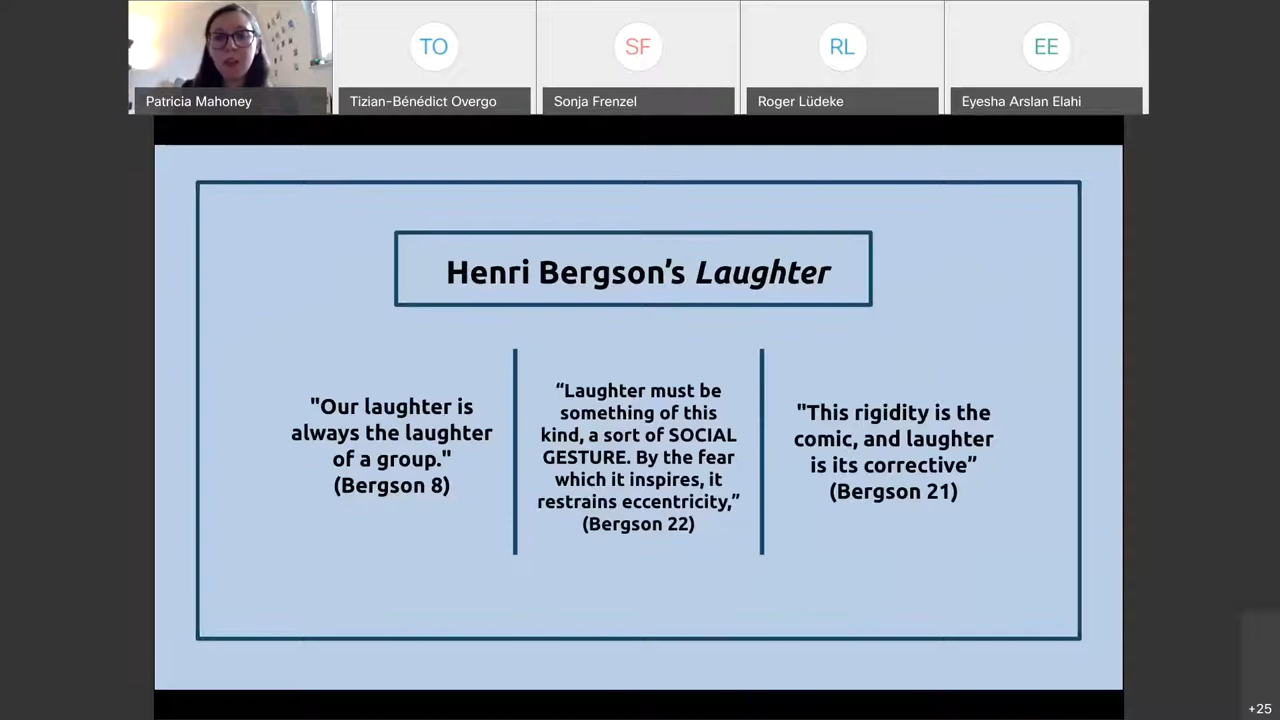 TO
SF
RL
EE
Patricia Mahoney
Tizian-Bénédict Overgo
Sonja Frenzel
Roger Lüdeke
Eyesha Arslan Elahi
Henri Bergson’s Laughter
"Our laughter is
always the laughter
of a group."
(Bergson 8)
“Laughter must be
something of this
kind, a sort of SOCIAL
GESTURE. By the fear
which it inspires, it
restrains eccentricity,”
(Bergson 22)
"This rigidity is the
comic, and laughter
is its corrective”
(Bergson 21)
+25